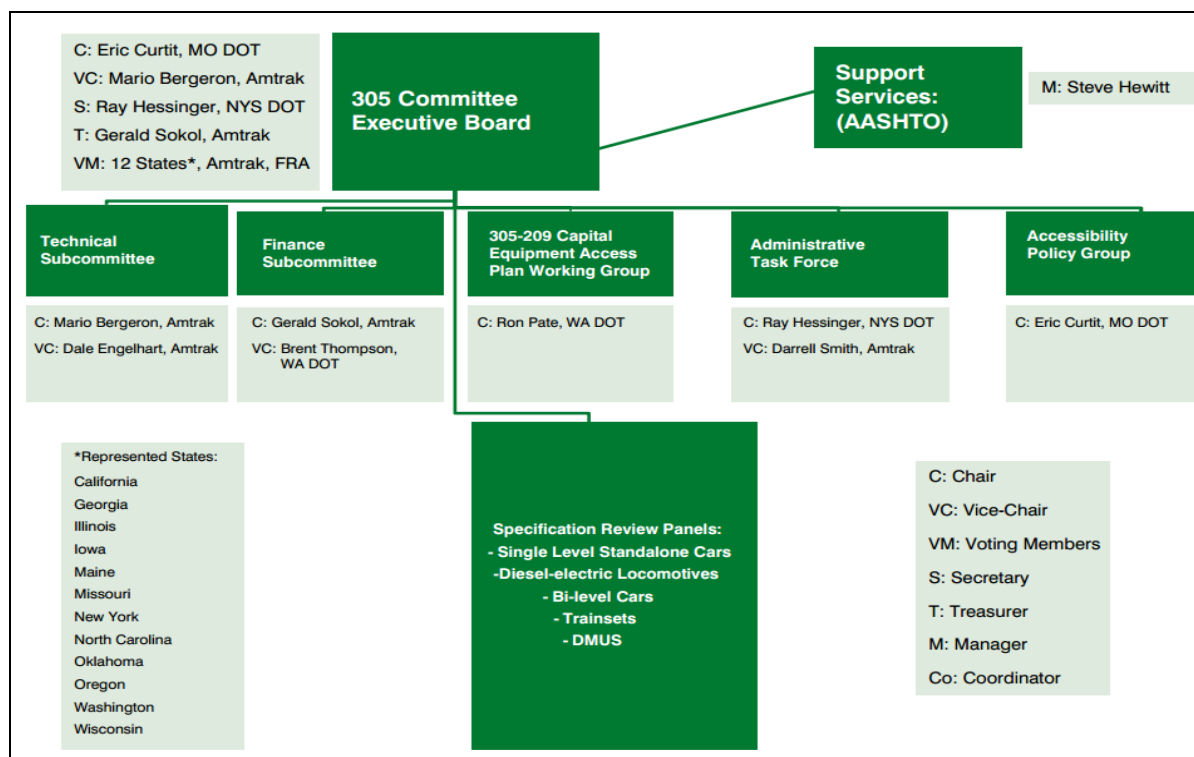 C: Eric Curtit, MO DOT
VC: Mario Bergeron, Amtrak
S: Ray Hessinger, NYS DOT
T: Gerald Sokol, Amtrak
VM: 12 States*, Amtrak, FRA
305 Committee
Executive Board
Support
Services:
(AASHTO)
M: Steve Hewitt
Technical
Subcommittee
Finance
Subcommittee
305-209 Capital
Equipment Access
Plan Working Group
Administrative
Task Force
Accessibility
Policy Group
C: Mario Bergeron, Amtrak
VC: Dale Engelhart, Amtrak
C: Gerald Sokol, Amtrak
VC: Brent Thompson,
WA DOT
C: Ron Pate, WA DOT
C: Ray Hessinger, NYS DOT
VC: Darrell Smith, Amtrak
C: Eric Curtit, MO DOT
*Represented States:
California
Georgia
Illinois
Iowa
Maine
Missouri
New York
North Carolina
Oklahoma
Oregon
Washington
Wisconsin
Specification Review Panels:
- Single Level Standalone Cars
-Diesel-electric Locomotives
- Bi-level Cars
- Trainsets
- DMUS
C: Chair
VC: Vice-Chair
VM: Voting Members
S: Secretary
T: Treasurer
M: Manager
Co: Coordinator